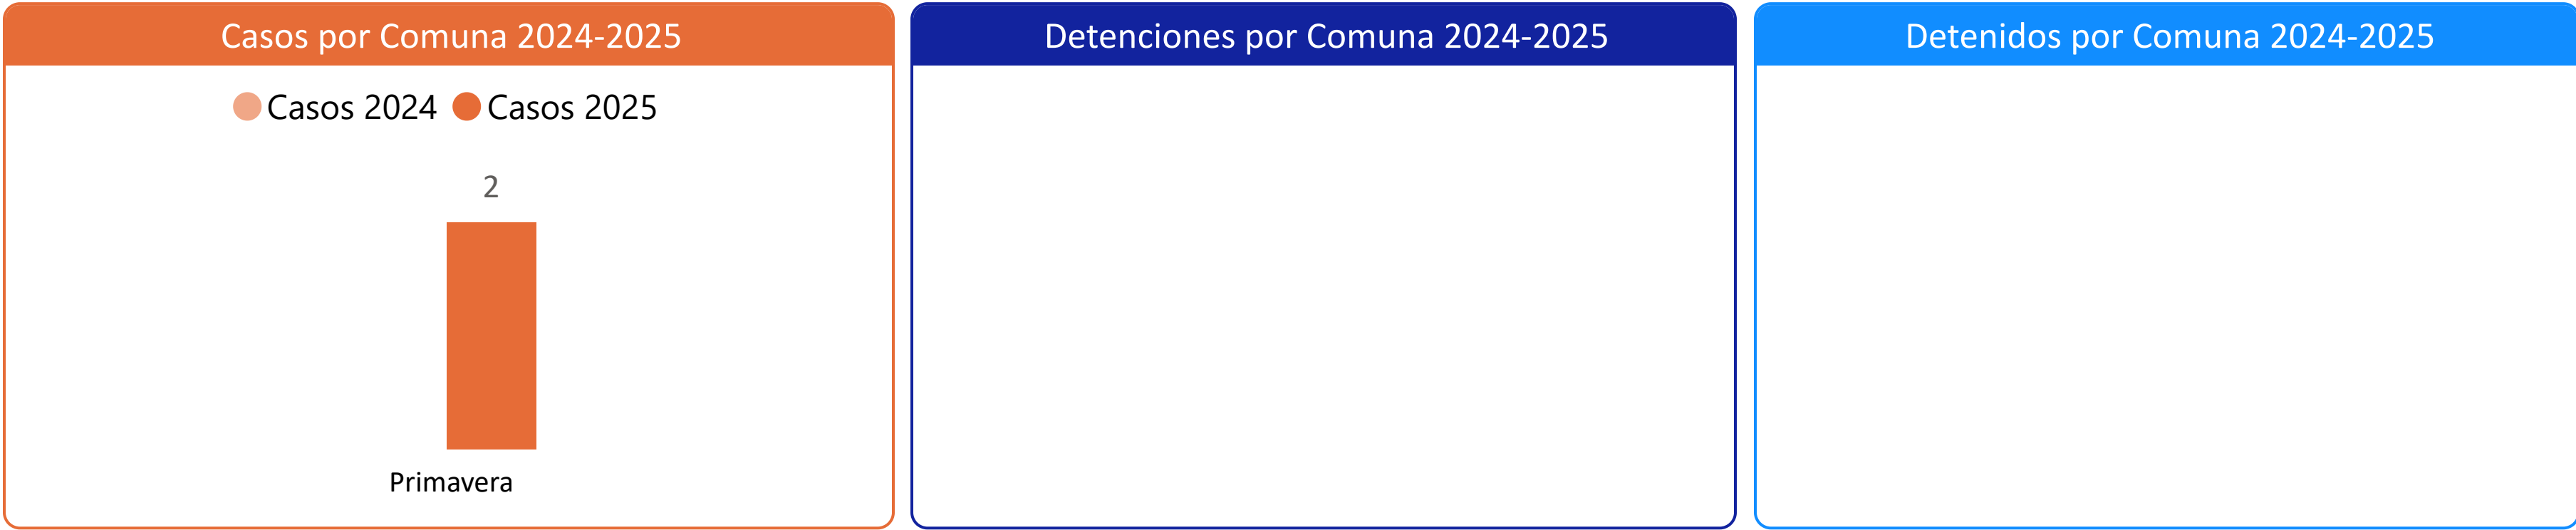 Casos por Comuna 2024-2025
Casos 2024 Casos 2025
2
Primavera
Detenciones por Comuna 2024-2025
Detenidos por Comuna 2024-2025